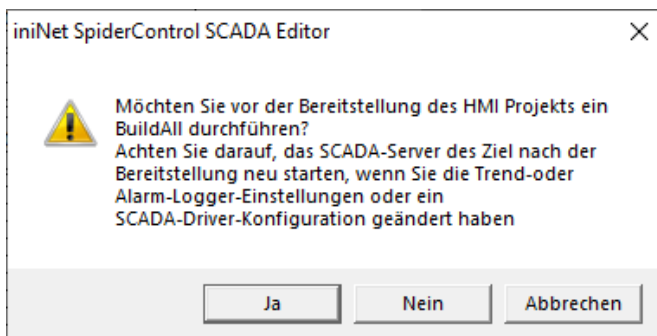 iniNet SpiderControl SCADA Editor
Möchten Sie vor der Bereitstellung des HMI Projekts ein
BuildAll durchführen?
Achten Sie darauf, das SCADA-Server des Ziel nach der
Bereitstellung neu starten, wenn Sie die Trend-oder
Alarm-Logger-Einstellungen oder ein
SCADA-Driver-Konfiguration geändert haben
Ja
Nein
Abbrechen